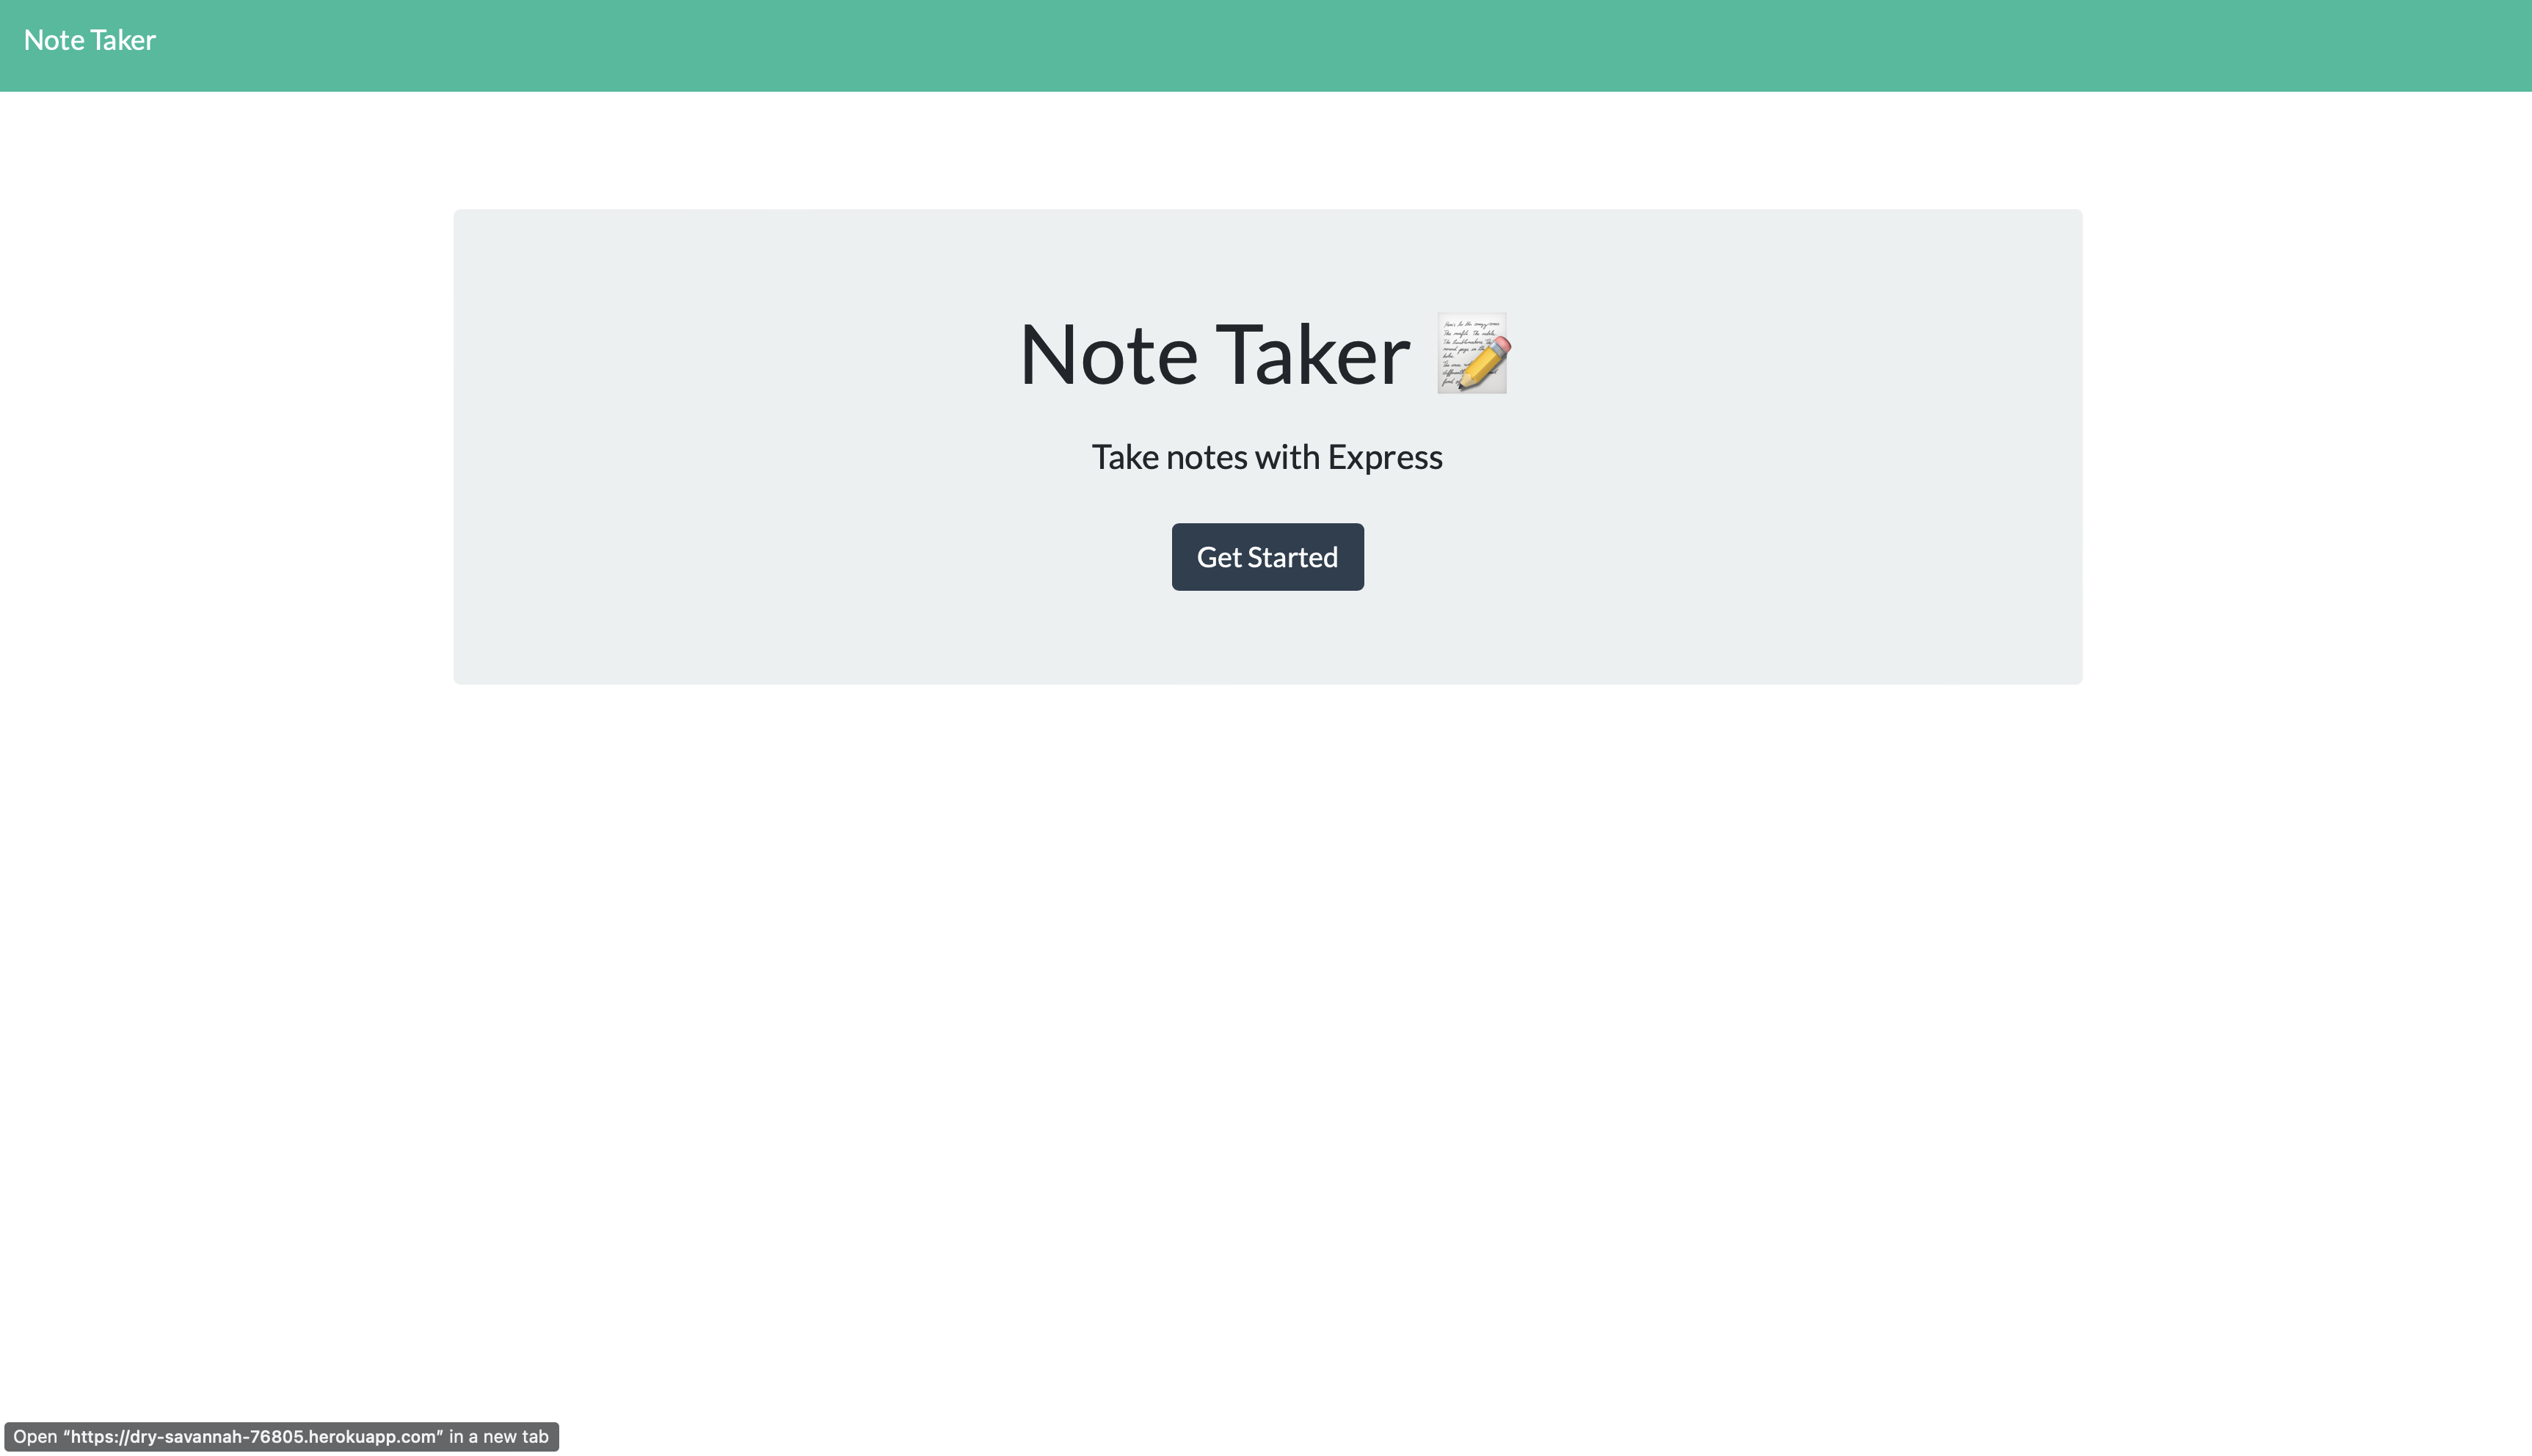 Note Taker
Note Taker
Take notes with Express
Get Started
Open “https://dry-savannah-76805.herokuapp.com” in a new tab